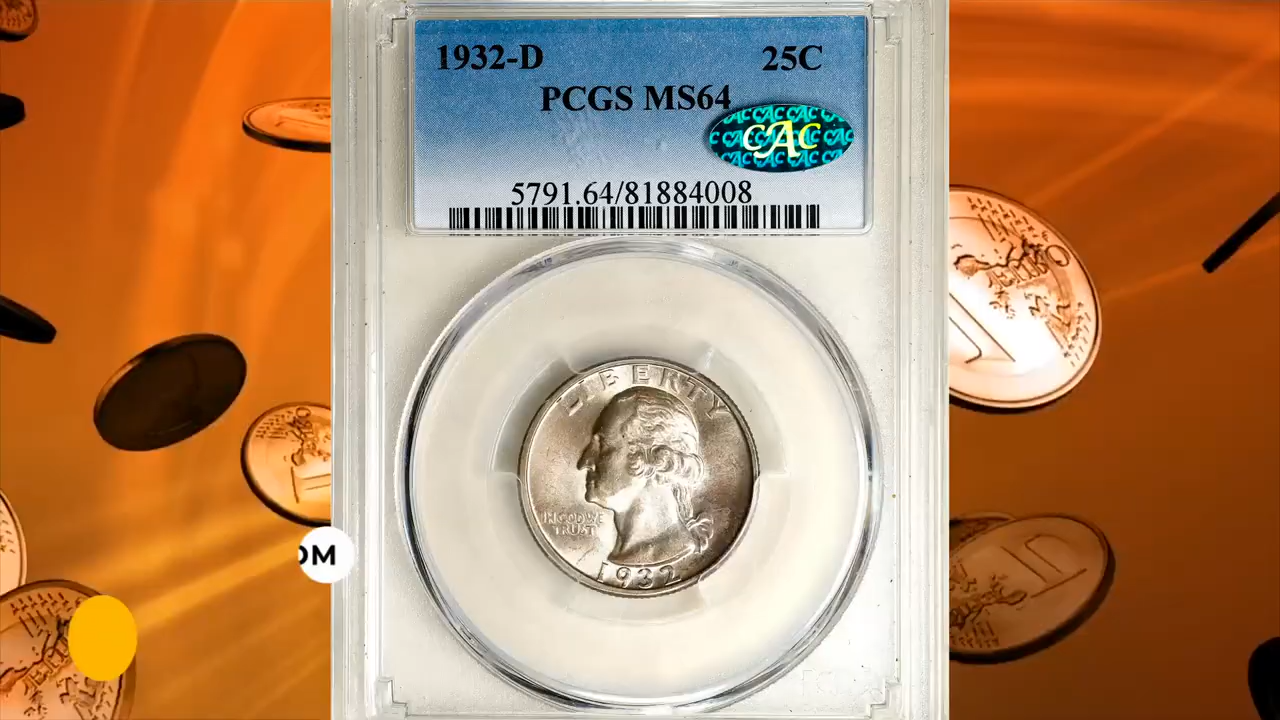 1932-D 25C
PCGS MS64
CAC
5791.64/81884008
LIBERTY
IN GOD WE
TRUST
1932
OM